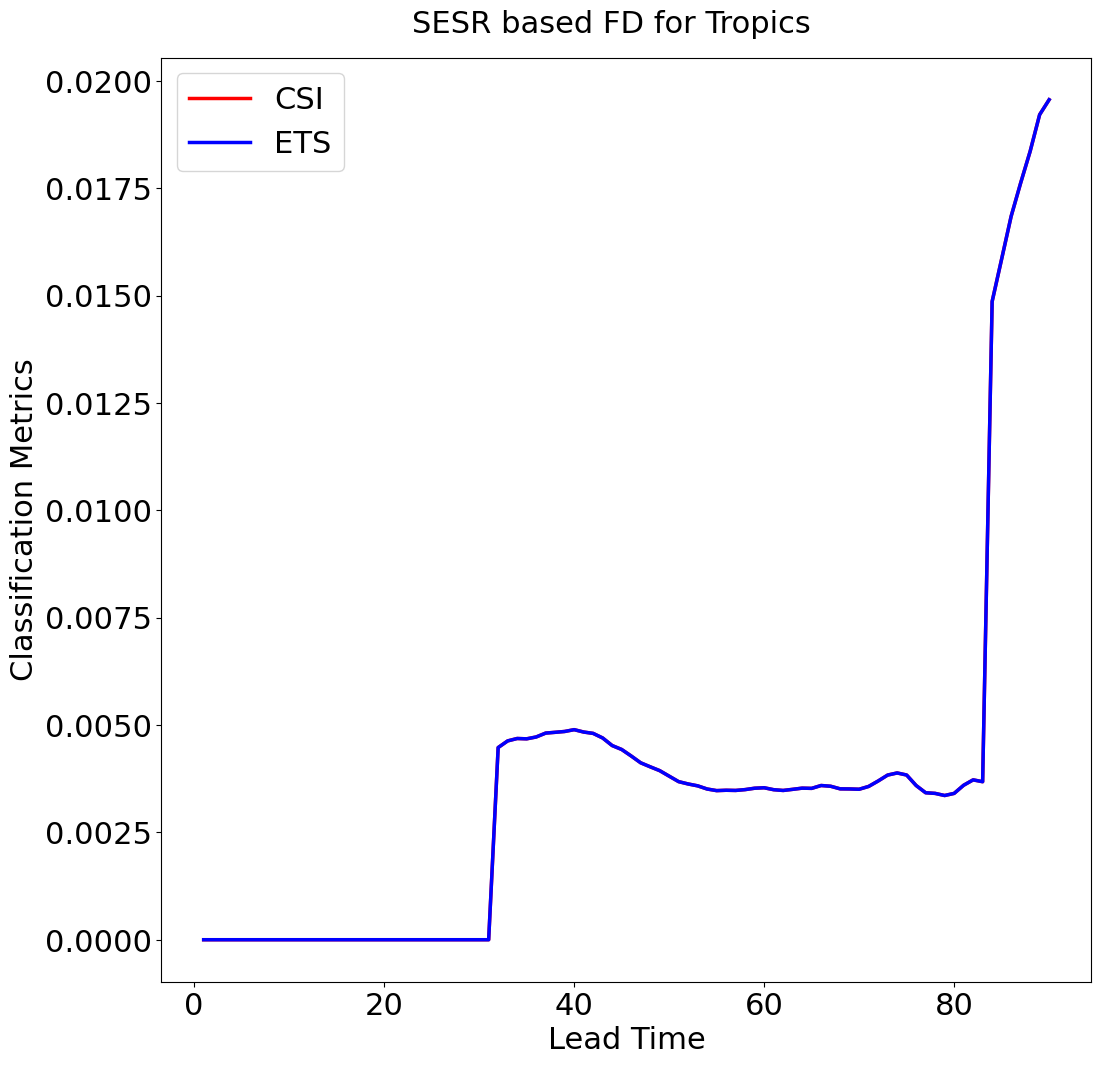 SESR based FD for Tropics
CSI
ETS
Classification Metrics
0.0200
0.0175
0.0150
0.0125
0.0100
0.0075
0.0050
0.0025
0.0000
0 20 40 60 80
Lead Time